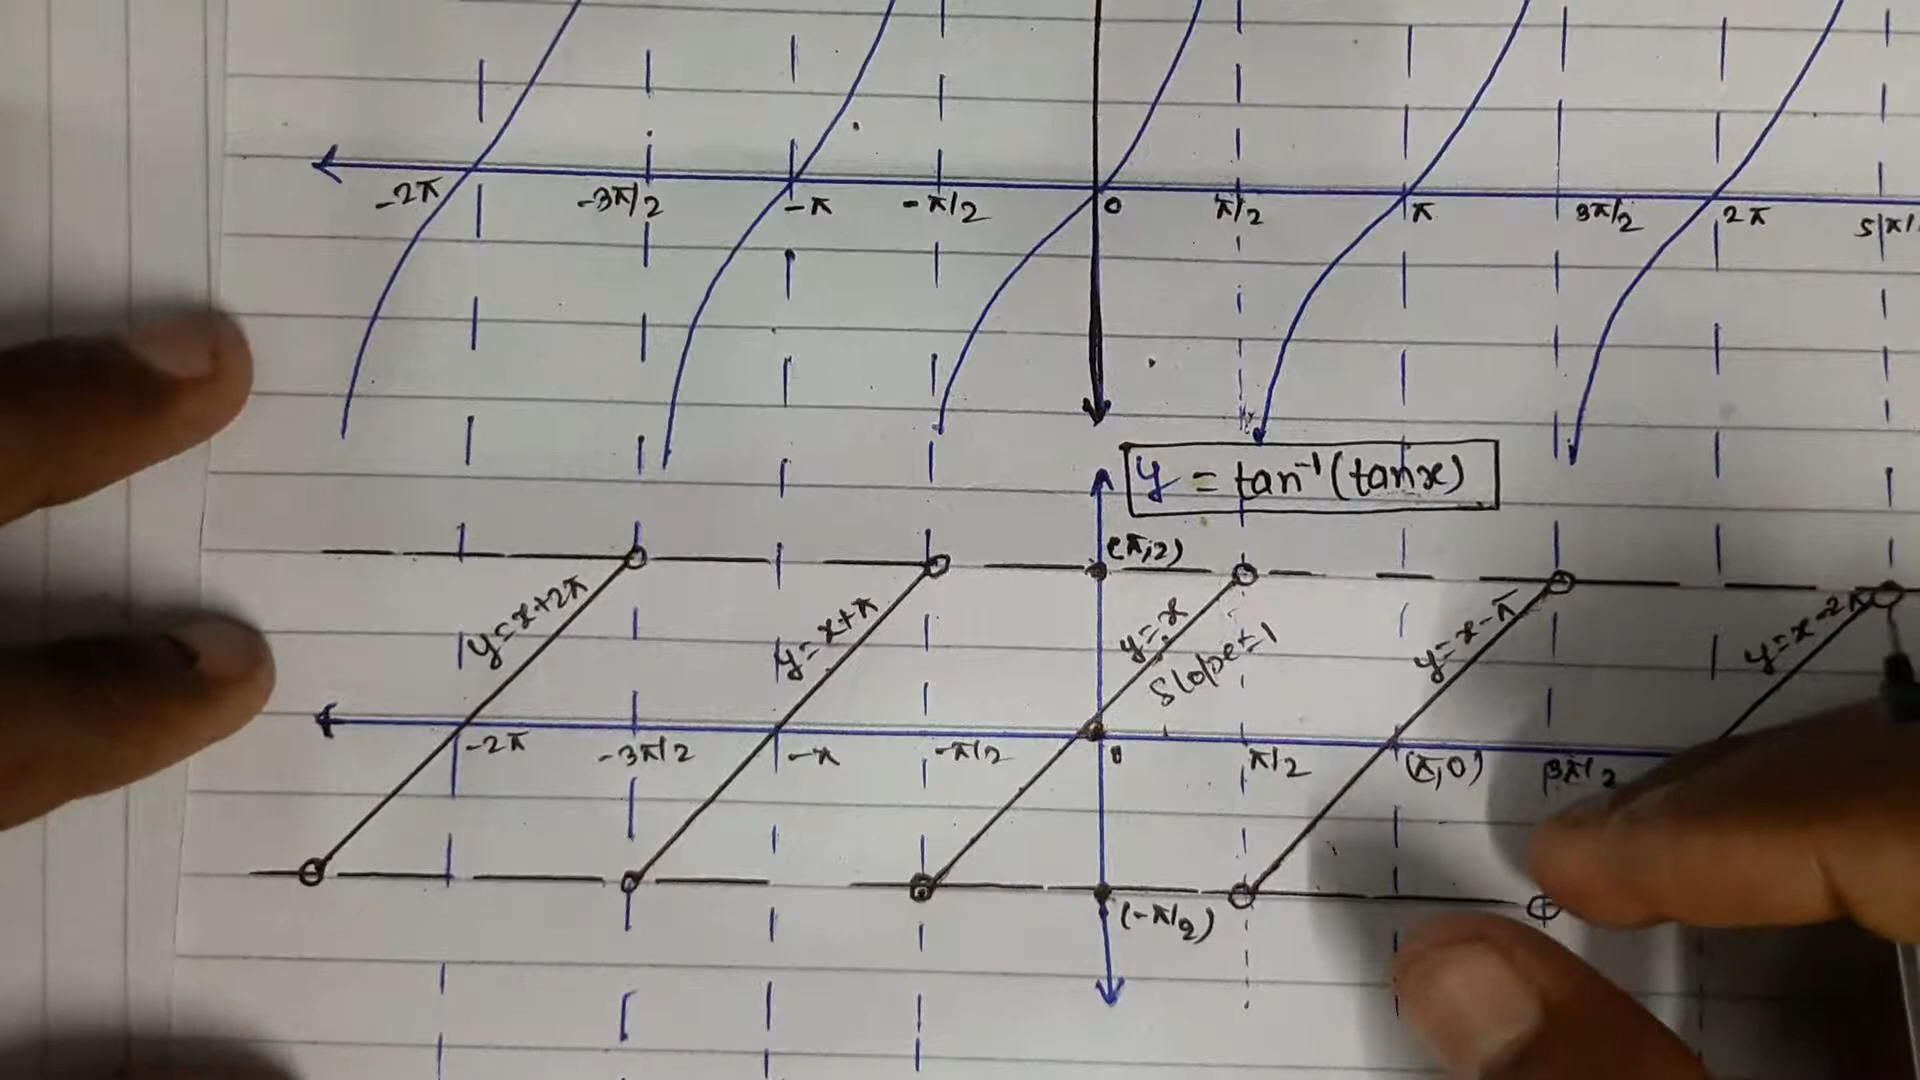 -2π -3π/2 -π -π/2 0 π/2 π 3π/2 2π
y = tan⁻¹(tanx)
(π/2)
y=x+2π y=x+π y=x y=x-π y=x-2π
slope=1
-2π -3π/2 -π -π/2 0 π/2 (π,0) 3π/2
(-π/2)